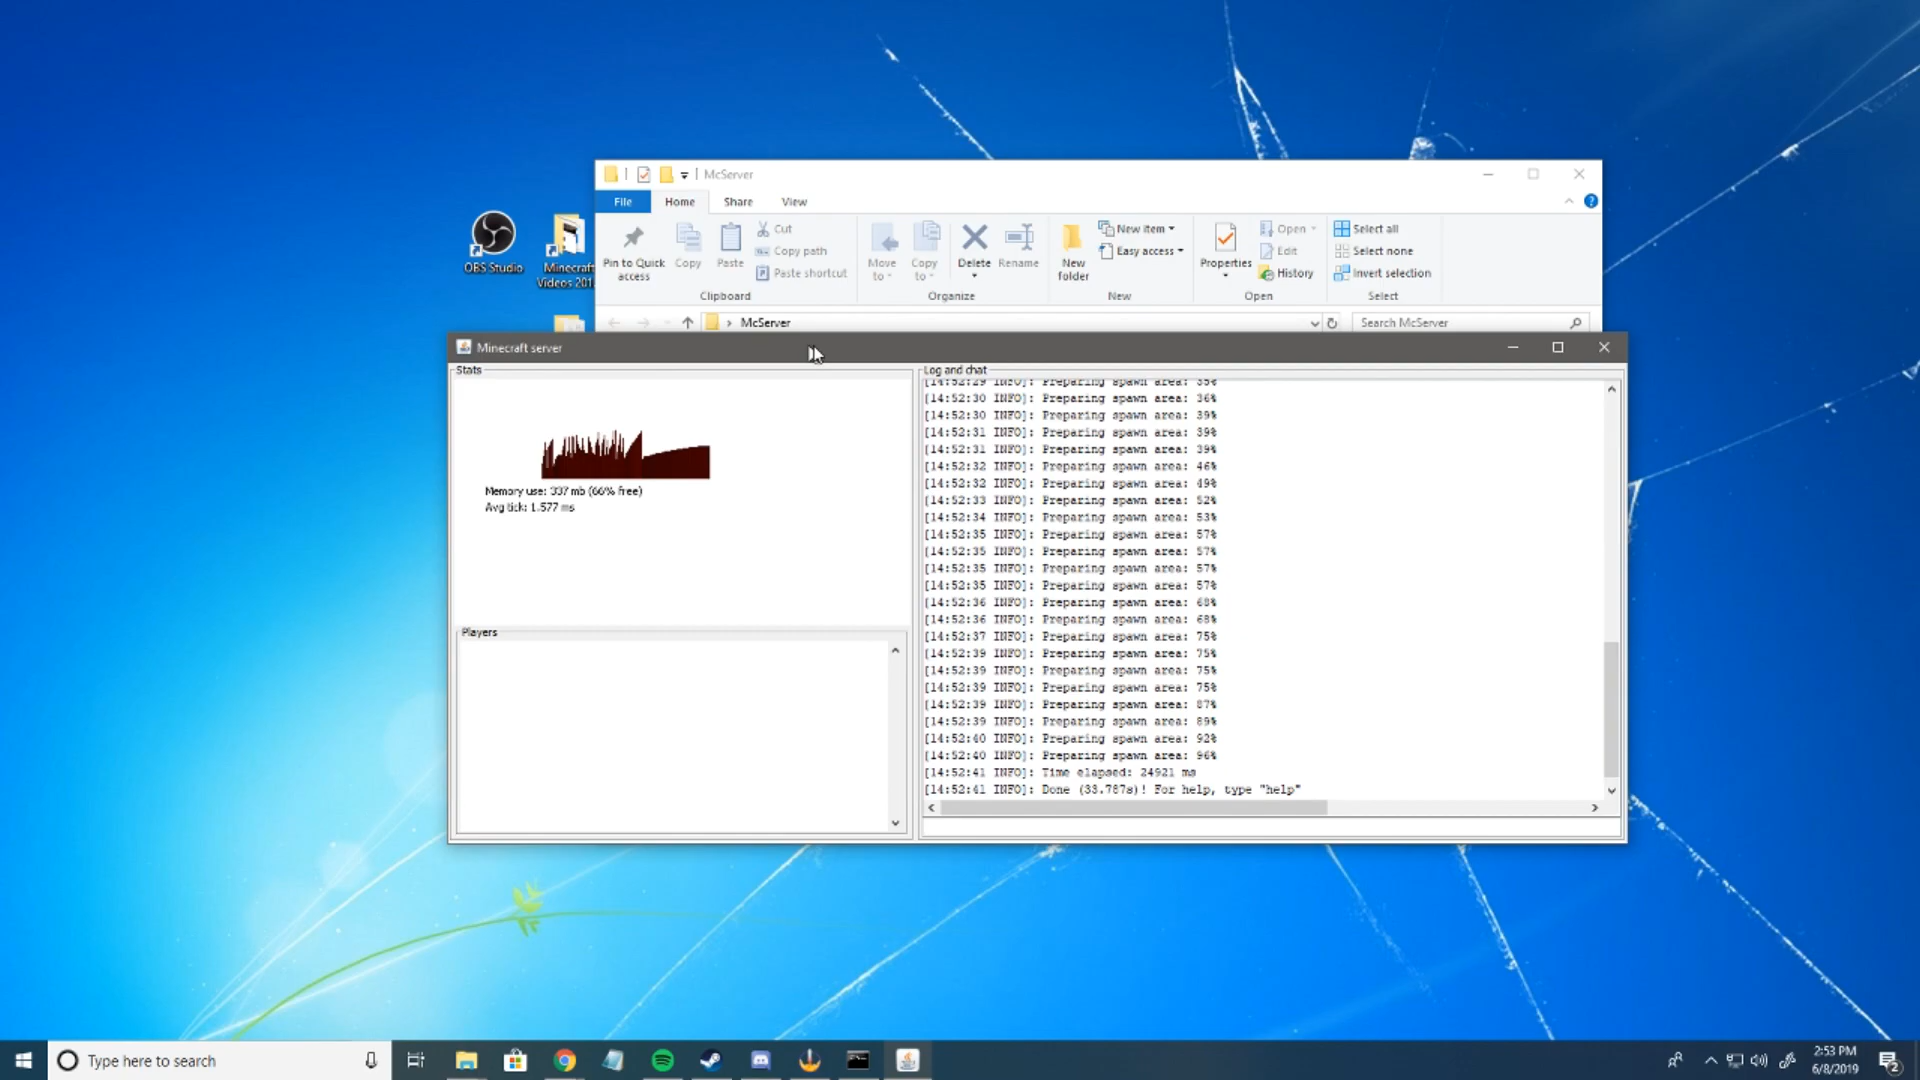 OBS Studio
Minecraft
Videos 201
McServer
File
Home
Share
View
Pin to Quick
access
Copy
Paste
Cut
Copy path
Paste shortcut
Clipboard
Move
to
Copy
to
Delete
Rename
Organize
New
folder
New item
Easy access
New
Properties
Open
Edit
History
Open
Select all
Select none
Invert selection
Select
McServer
Search McServer
Minecraft server
Stats
Memory use: 337 mb (66% free)
Avg tick: 1.577 ms
Players
Log and chat
[14:52:29 INFO]: Preparing spawn area: 35%
[14:52:30 INFO]: Preparing spawn area: 36%
[14:52:30 INFO]: Preparing spawn area: 39%
[14:52:31 INFO]: Preparing spawn area: 39%
[14:52:31 INFO]: Preparing spawn area: 39%
[14:52:32 INFO]: Preparing spawn area: 46%
[14:52:32 INFO]: Preparing spawn area: 49%
[14:52:33 INFO]: Preparing spawn area: 52%
[14:52:34 INFO]: Preparing spawn area: 53%
[14:52:35 INFO]: Preparing spawn area: 57%
[14:52:35 INFO]: Preparing spawn area: 57%
[14:52:35 INFO]: Preparing spawn area: 57%
[14:52:35 INFO]: Preparing spawn area: 57%
[14:52:36 INFO]: Preparing spawn area: 68%
[14:52:36 INFO]: Preparing spawn area: 68%
[14:52:37 INFO]: Preparing spawn area: 75%
[14:52:39 INFO]: Preparing spawn area: 75%
[14:52:39 INFO]: Preparing spawn area: 75%
[14:52:39 INFO]: Preparing spawn area: 75%
[14:52:39 INFO]: Preparing spawn area: 87%
[14:52:39 INFO]: Preparing spawn area: 89%
[14:52:40 INFO]: Preparing spawn area: 92%
[14:52:40 INFO]: Preparing spawn area: 96%
[14:52:41 INFO]: Time elapsed: 24921 ms
[14:52:41 INFO]: Done (33.787s)! For help, type "help"
Type here to search
2:53 PM
6/8/2019
2